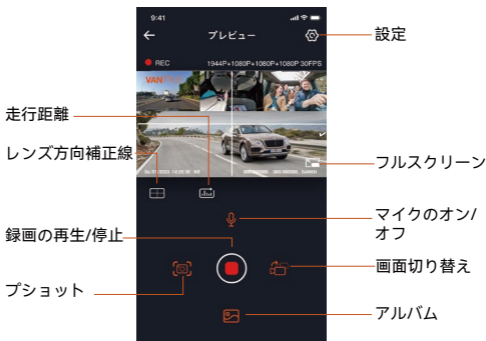 9:41
プレビュー
設定
REC
1944P+1080P+1080P+1080P 30FPS
VAN
走行距離
レンズ方向補正線
フルスクリーン
マイクのオン/
オフ
録画の再生/停止
画面切り替え
プショット
アルバム